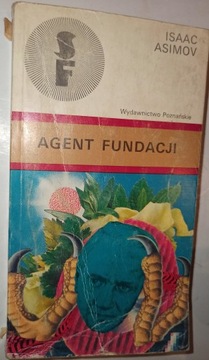 SF
ISAAC
ASIMOV
Wydawnictwo Poznańskie
AGENT FUNDACJI